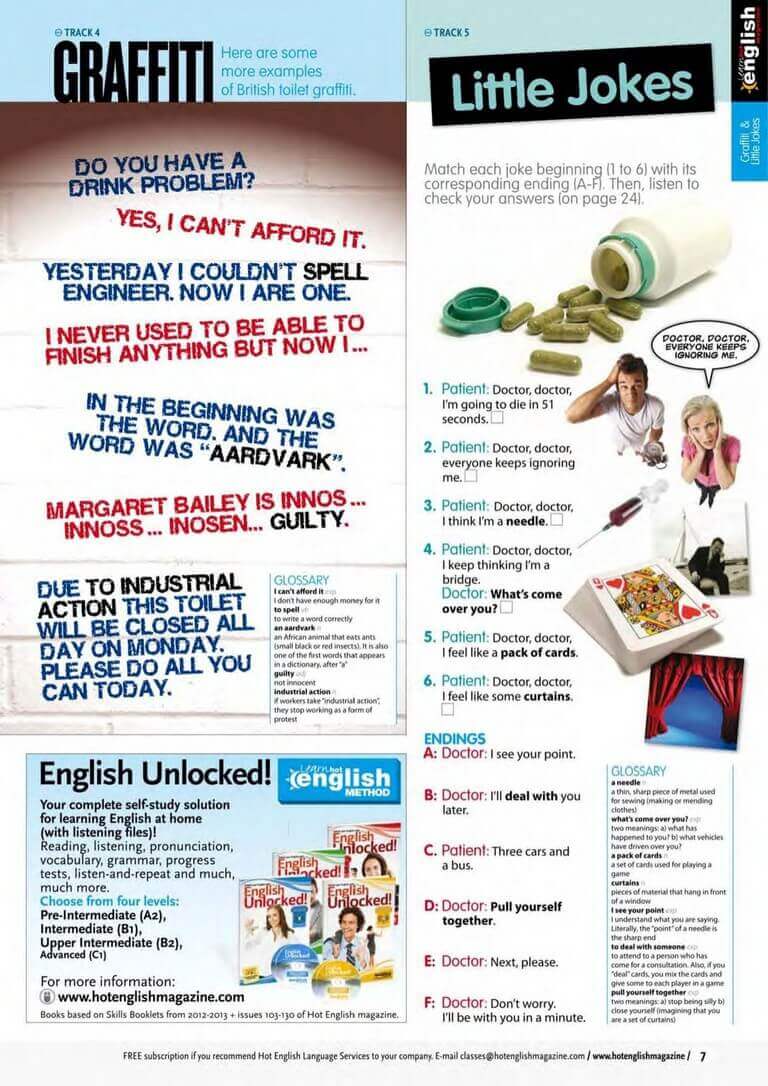 TRACK 4
GRAFFITI
Here are some
more examples
of British toilet graffiti.
DO YOU HAVE A
DRINK PROBLEM?
YES, I CAN'T AFFORD IT.
YESTERDAY I COULDN'T SPELL
ENGINEER. NOW I ARE ONE.
I NEVER USED TO BE ABLE TO
FINISH ANYTHING BUT NOW I ...
IN THE BEGINNING WAS
THE WORD. AND THE
WORD WAS "AARDVARK".
MARGARET BAILEY IS INNOS ...
INNOSS ... INOSEN... GUILTY.
DUE TO INDUSTRIAL
ACTION THIS TOILET
WILL BE CLOSED ALL
DAY ON MONDAY.
PLEASE DO ALL YOU
CAN TODAY.
GLOSSARY
I can't afford it exp
I don't have enough money for it
to spell vb
to write a word correctly
an aardvark n
an African animal that eats ants
(small black or red insects). It is also
one of the first words that appears
in a dictionary, after "a"
guilty adj
not innocent
industrial action n
if workers take "industrial action",
they stop working as a form of
protest
English Unlocked!
Learn hot
english
METHOD
Your complete self-study solution
for learning English at home
(with listening files)!
Reading, listening, pronunciation,
vocabulary, grammar, progress
tests, listen-and-repeat and much,
much more.
Choose from four levels:
Pre-Intermediate (A2),
Intermediate (B1),
Upper Intermediate (B2),
Advanced (C1)
For more information:
www.hotenglishmagazine.com
Books based on Skills Booklets from 2012-2013 + issues 103-130 of Hot English magazine.
English
Unlocked!
English
Unlocked!
English
Unlocked!
English
Unlocked!
TRACK 5
Little Jokes
Learn hot
english
magazine
Graffiti &
Little Jokes
Match each joke beginning (1 to 6) with its
corresponding ending (A-F). Then, listen to
check your answers (on page 24).
DOCTOR, DOCTOR,
EVERYONE KEEPS
IGNORING ME.
1. Patient: Doctor, doctor,
I'm going to die in 51
seconds.
2. Patient: Doctor, doctor,
everyone keeps ignoring
me.
3. Patient: Doctor, doctor,
I think I'm a needle.
4. Patient: Doctor, doctor,
I keep thinking I'm a
bridge.
Doctor: What's come
over you?
5. Patient: Doctor, doctor,
I feel like a pack of cards.
6. Patient: Doctor, doctor,
I feel like some curtains.
ENDINGS
A: Doctor: I see your point.
B: Doctor: I'll deal with you
later.
C. Patient: Three cars and
a bus.
D: Doctor: Pull yourself
together.
E: Doctor: Next, please.
F: Doctor: Don't worry.
I'll be with you in a minute.
GLOSSARY
a needle n
a thin, sharp piece of metal used
for sewing (making or mending
clothes)
what's come over you? exp
two meanings: a) what has
happened to you? b) what vehicles
have driven over you?
a pack of cards n
a set of cards used for playing a
game
curtains n
pieces of material that hang in front
of a window
I see your point exp
I understand what you are saying.
Literally, the "point" of a needle is
the sharp end
to deal with someone exp
to attend to a person who has
come for a consultation. Also, if you
"deal" cards, you mix the cards and
give some to each player in a game
pull yourself together exp
two meanings: a) stop being silly b)
close yourself (imagining that you
are a set of curtains)
FREE subscription if you recommend Hot English Language Services to your company. E-mail classes@hotenglishmagazine.com / www.hotenglishmagazine / 7